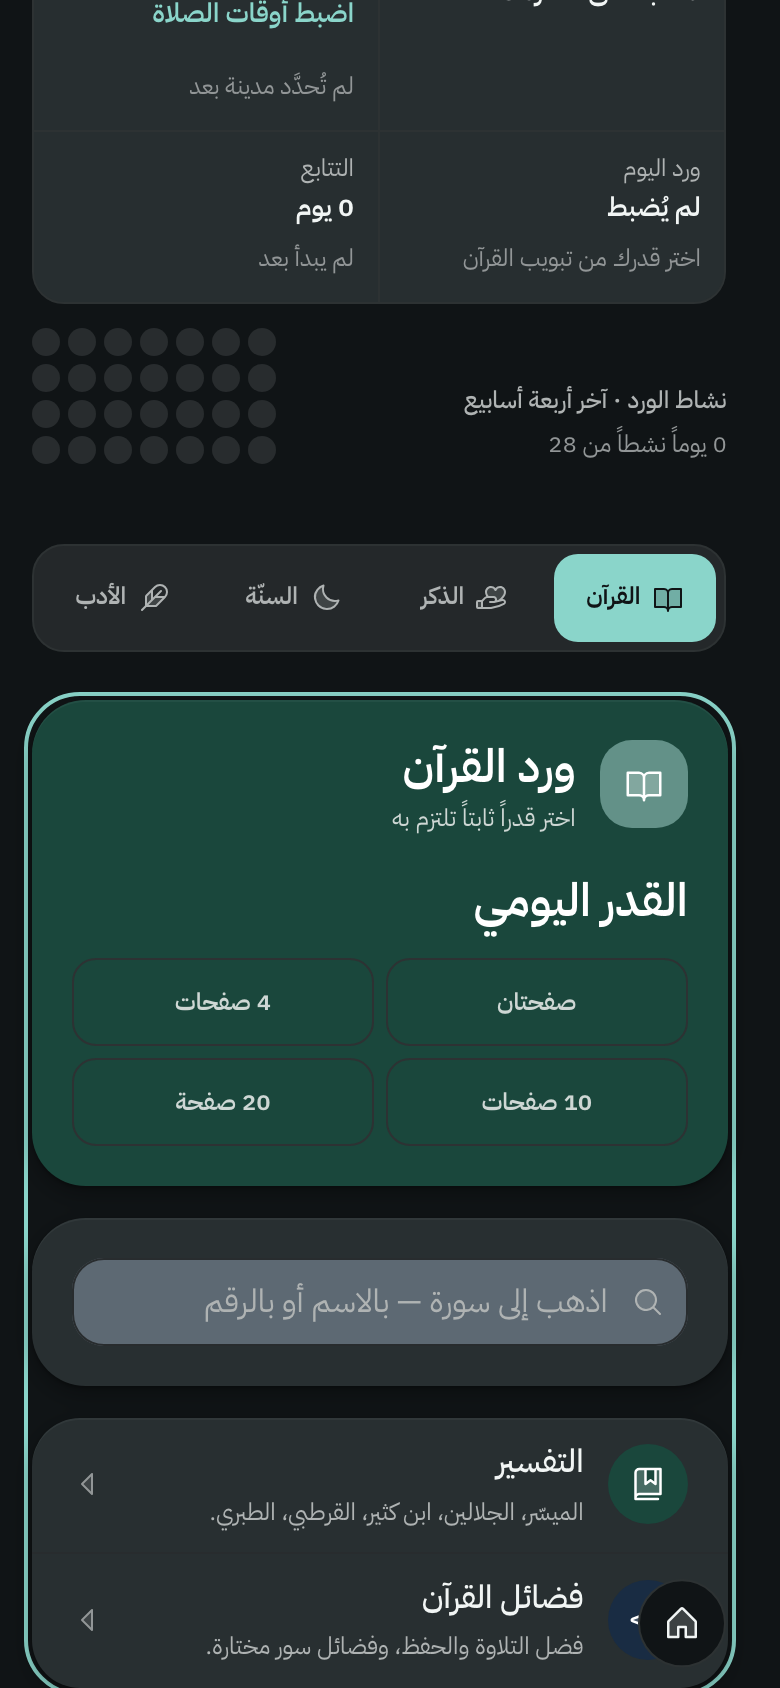 اضبط أوقات الصلاة
لم تُحدَّد مدينة بعد
ورد اليوم
لم يُضبط
اختر قدرك من تبويب القرآن
التتابع
0 يوم
لم يبدأ بعد
نشاط الورد · آخر أربعة أسابيع
0 يوماً نشطاً من 28
القرآن
الذكر
السنّة
الأدب
ورد القرآن
اختر قدراً ثابتاً تلتزم به
القدر اليومي
صفحتان
4 صفحات
10 صفحات
20 صفحة
اذهب إلى سورة — بالاسم أو بالرقم
التفسير
الميسّر، الجلالين، ابن كثير، القرطبي، الطبري.
فضائل القرآن
فضل التلاوة والحفظ، وفضائل سور مختارة.